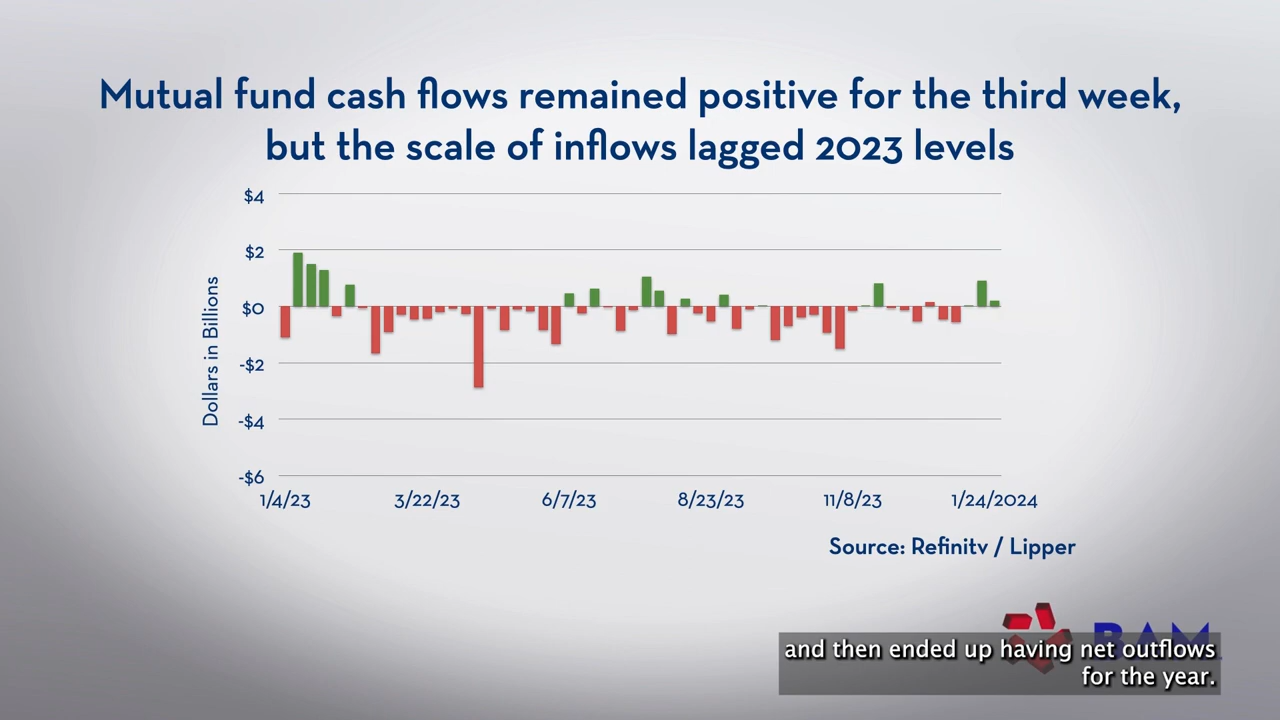 Mutual fund cash flows remained positive for the third week,
but the scale of inflows lagged 2023 levels
$4
$2
$0
-$2
-$4
-$6
Dollars in Billions
1/4/23 3/22/23 6/7/23 8/23/23 11/8/23 1/24/2024
Source: Refinitv / Lipper
BAM
and then ended up having net outflows
for the year.